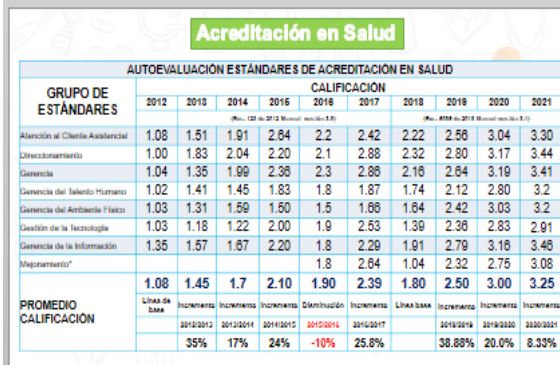 Acreditación en Salud
AUTOEVALUACIÓN ESTÁNDARES DE ACREDITACIÓN EN SALUD
GRUPO DE ESTÁNDARES CALIFICACIÓN
2012 2013 2014 2015 2016 2017 2018 2019 2020 2021
Atención al Cliente Asistencial 1.08 1.51 1.91 2.64 2.2 2.42 2.22 2.56 3.04 3.30
Direccionamiento 1.00 1.83 2.04 2.20 2.1 2.88 2.32 2.80 3.17 3.44
Gerencia 1.04 1.35 1.99 2.36 2.3 2.86 2.16 2.64 3.19 3.41
Gerencia del Talento Humano 1.02 1.41 1.45 1.83 1.8 1.87 1.74 2.12 2.80 3.2
Gerencia del Ambiente Físico 1.03 1.31 1.59 1.50 1.5 1.66 1.64 2.42 3.03 3.2
Gestión de la Tecnología 1.03 1.18 1.22 2.00 1.9 2.53 1.39 2.36 2.83 2.91
Gerencia de la Información 1.35 1.57 1.67 2.20 1.8 2.29 1.91 2.79 3.16 3.46
Mejoramiento* 1.8 2.64 1.04 2.32 2.75 3.08
1.08 1.45 1.7 2.10 1.90 2.39 1.80 2.50 3.00 3.25
PROMEDIO CALIFICACIÓN
Línea de base Incremento Incremento Incremento Disminución Incremento Línea base Incremento Incremento Incremento
2012/2013 2013/2014 2014/2015 2015/2016 2016/2017 2018/2019 2019/2020 2020/2021
35% 17% 24% -10% 25.8% 38.88% 20.0% 8.33%